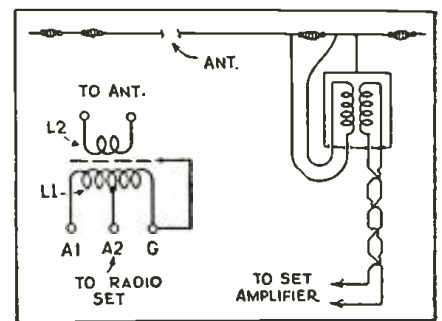 ANT.
TO ANT.
L2
L1
A1 A2 G
TO RADIO
SET
TO SET
AMPLIFIER